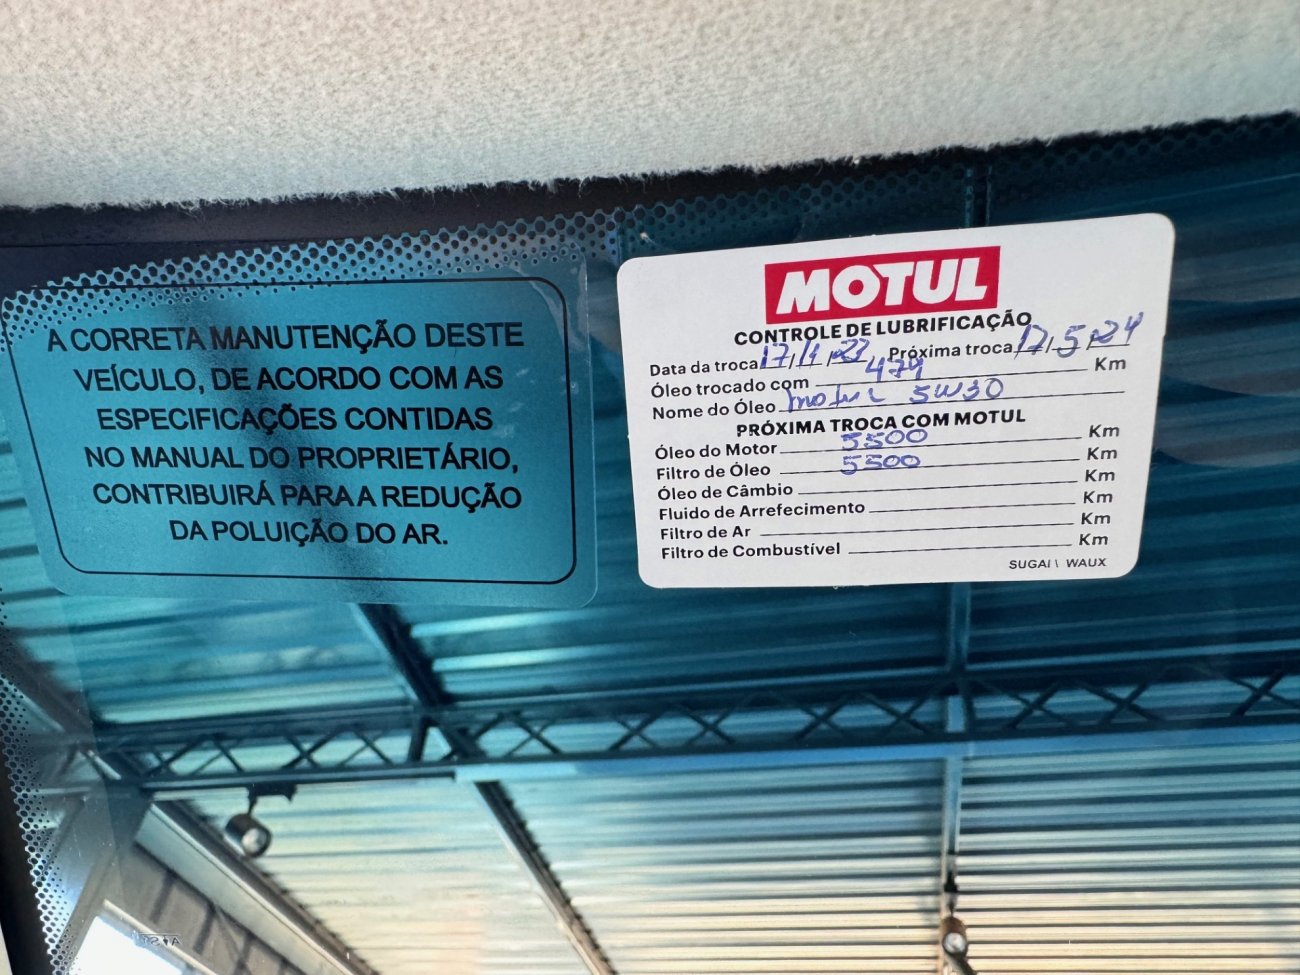 A CORRETA MANUTENÇÃO DESTE
VEÍCULO, DE ACORDO COM AS
ESPECIFICAÇÕES CONTIDAS
NO MANUAL DO PROPRIETÁRIO,
CONTRIBUIRÁ PARA A REDUÇÃO
DA POLUIÇÃO DO AR.
MOTUL
CONTROLE DE LUBRIFICAÇÃO
Data da troca 17/ Próxima troca 17/5/24
Óleo trocado com 479 Km
Nome do Óleo motul 5W30
PRÓXIMA TROCA COM MOTUL
Óleo do Motor 5500 Km
Filtro de Óleo 5500 Km
Óleo de Câmbio Km
Fluido de Arrefecimento Km
Filtro de Ar Km
Filtro de Combustível Km
SUGAI \ WAUX